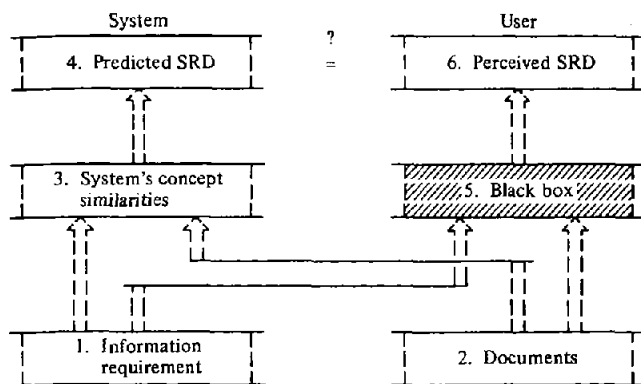 System
?
User
4. Predicted SRD
=
6. Perceived SRD
3. System's concept
similarities
5. Black box
1. Information
requirement
2. Documents